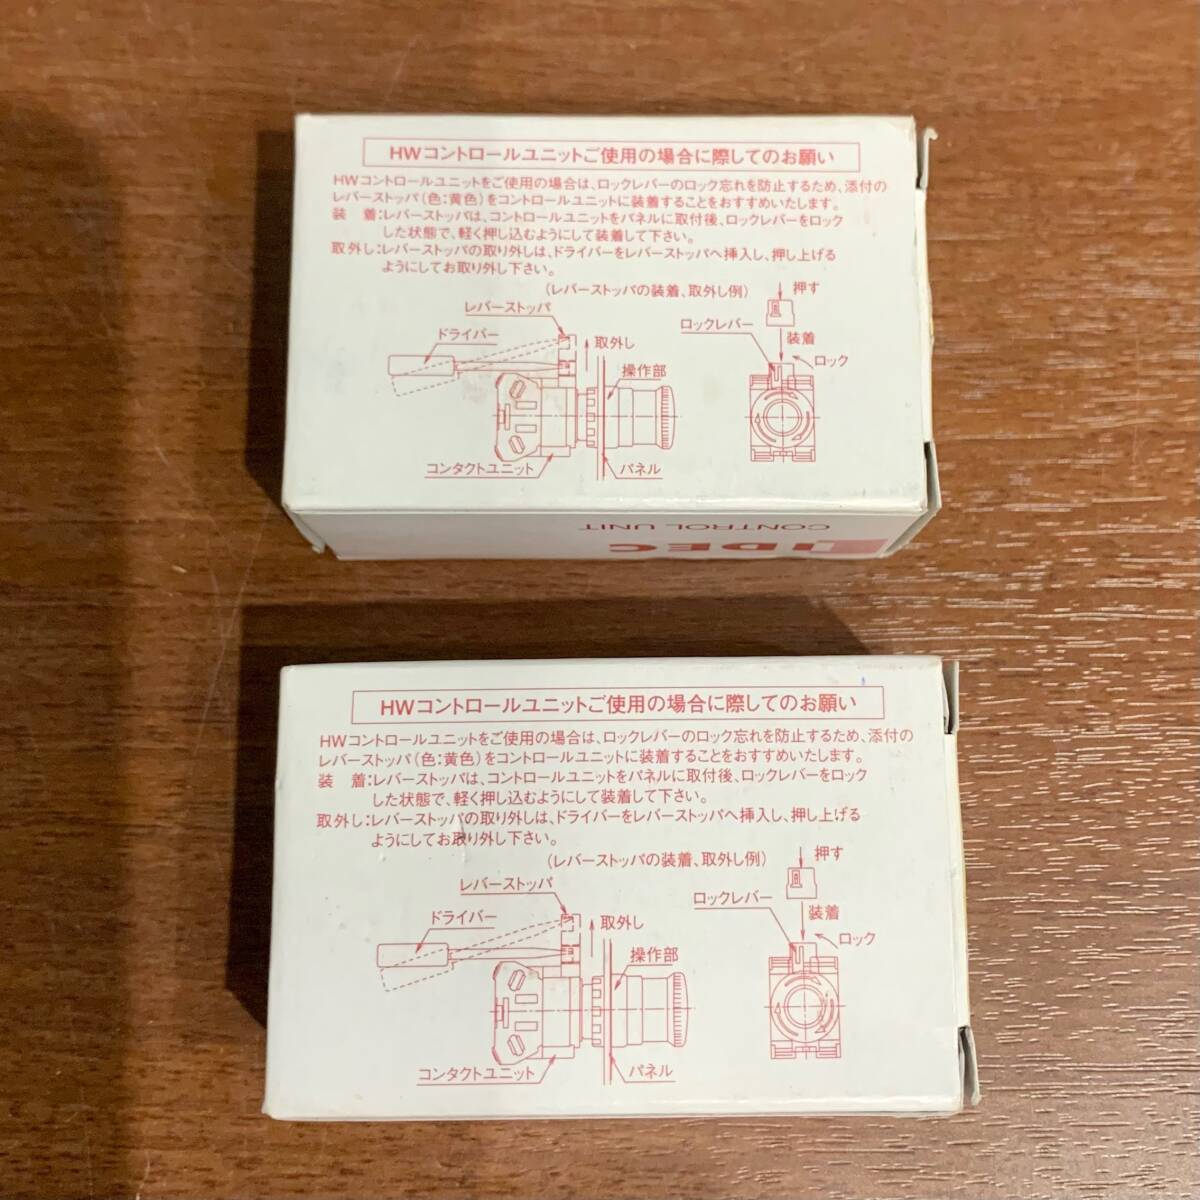 HWコントロールユニットご使用の場合に際してのお願い
HWコントロールユニットをご使用の場合は、ロックレバーのロック忘れを防止するため、添付の
レバーストッパ(色:黄色)をコントロールユニットに装着することをおすすめいたします。
装 着:レバーストッパは、コントロールユニットをパネルに取付後、ロックレバーをロック
した状態で、軽く押し込むようにして装着して下さい。
取外し:レバーストッパの取り外しは、ドライバーをレバーストッパへ挿入し、押し上げる
ようにしてお取り外し下さい。
(レバーストッパの装着、取外し例)
押す
レバーストッパ
ロックレバー
ドライバー
取外し
装着
ロック
操作部
コンタクトユニット
パネル
CONTROL UNIT
IDEC
HWコントロールユニットご使用の場合に際してのお願い
HWコントロールユニットをご使用の場合は、ロックレバーのロック忘れを防止するため、添付の
レバーストッパ(色:黄色)をコントロールユニットに装着することをおすすめいたします。
装 着:レバーストッパは、コントロールユニットをパネルに取付後、ロックレバーをロック
した状態で、軽く押し込むようにして装着して下さい。
取外し:レバーストッパの取り外しは、ドライバーをレバーストッパへ挿入し、押し上げる
ようにしてお取り外し下さい。
(レバーストッパの装着、取外し例)
押す
レバーストッパ
ロックレバー
ドライバー
取外し
装着
ロック
操作部
コンタクトユニット
パネル